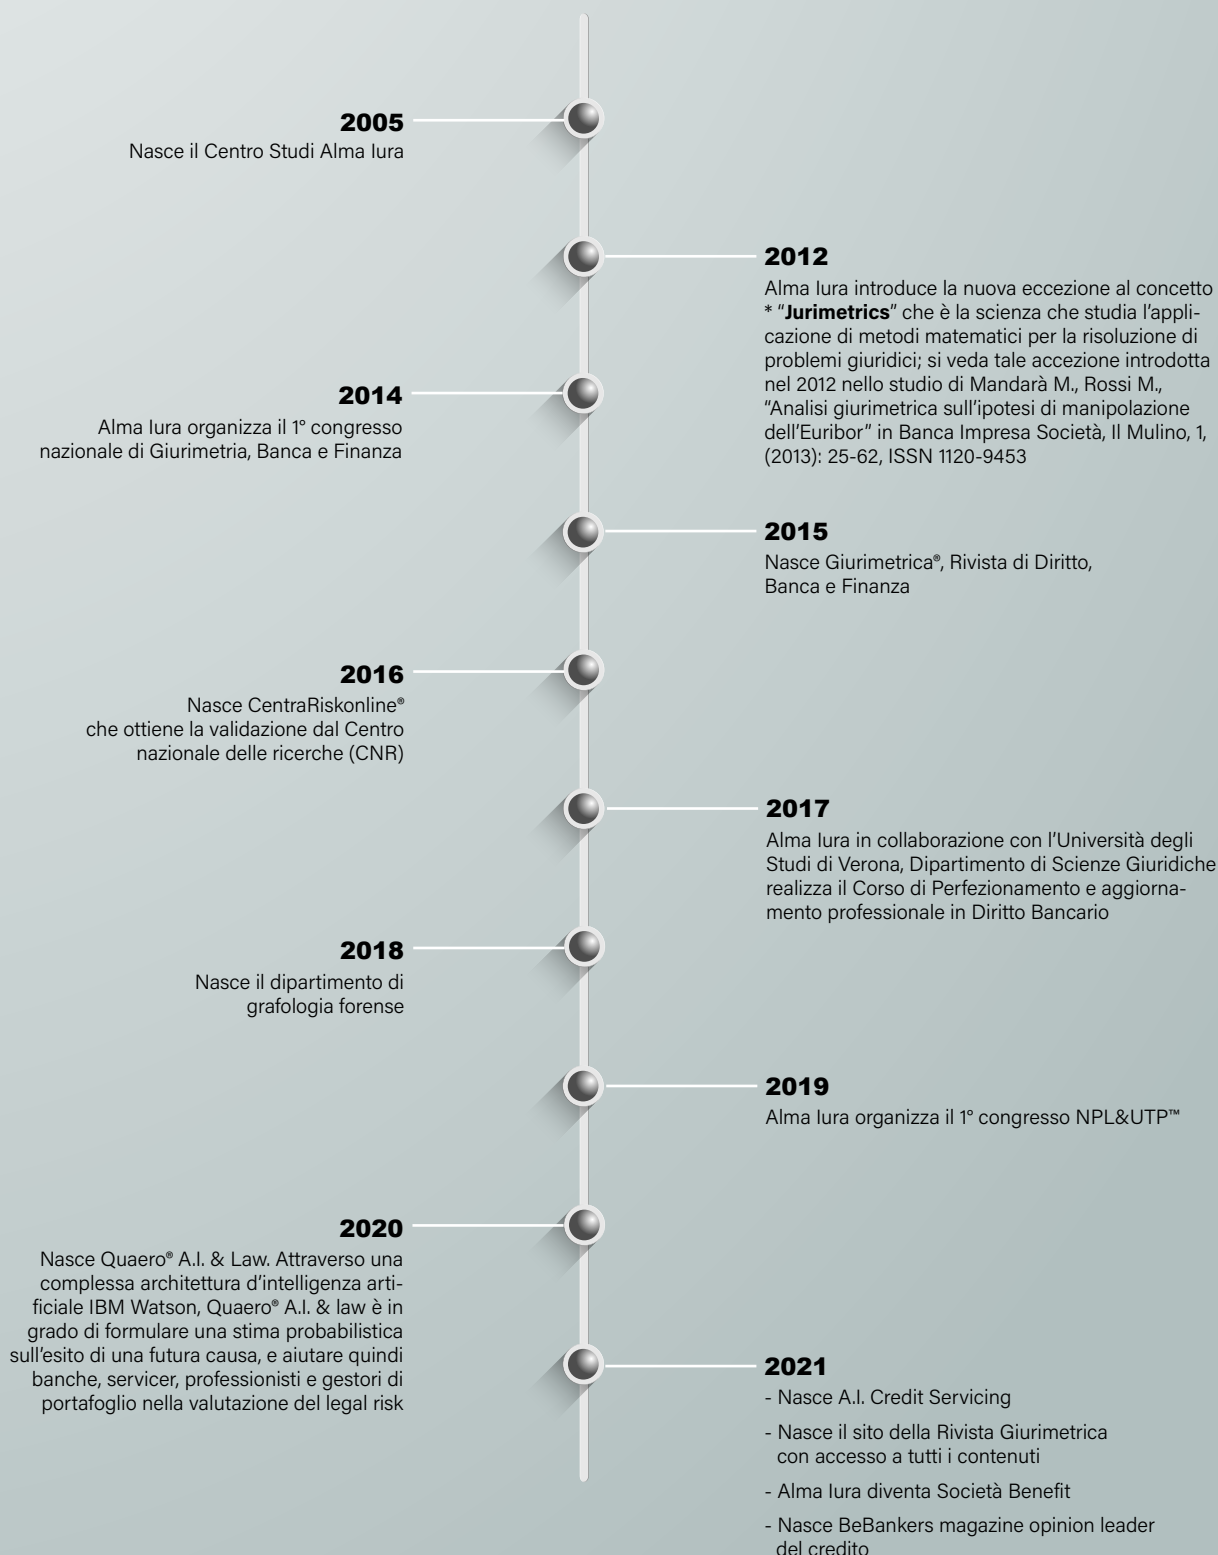 2005
Nasce il Centro Studi Alma Iura
2012
Alma Iura introduce la nuova eccezione al concetto
* “Jurimetrics” che è la scienza che studia l’appli-
cazione di metodi matematici per la risoluzione di
problemi giuridici; si veda tale accezione introdotta
nel 2012 nello studio di Mandarà M., Rossi M.,
“Analisi giurimetrica sull’ipotesi di manipolazione
dell’Euribor” in Banca Impresa Società, Il Mulino, 1,
(2013): 25-62, ISSN 1120-9453
2014
Alma Iura organizza il 1° congresso
nazionale di Giurimetria, Banca e Finanza
2015
Nasce Giurimetrica®, Rivista di Diritto,
Banca e Finanza
2016
Nasce CentraRiskonline®
che ottiene la validazione dal Centro
nazionale delle ricerche (CNR)
2017
Alma Iura in collaborazione con l’Università degli
Studi di Verona, Dipartimento di Scienze Giuridiche
realizza il Corso di Perfezionamento e aggiorna-
mento professionale in Diritto Bancario
2018
Nasce il dipartimento di
grafologia forense
2019
Alma Iura organizza il 1° congresso NPL&UTP™
2020
Nasce Quaero® A.I. & Law. Attraverso una
complessa architettura d’intelligenza arti-
ficiale IBM Watson, Quaero® A.I. & law è in
grado di formulare una stima probabilistica
sull’esito di una futura causa, e aiutare quindi
banche, servicer, professionisti e gestori di
portafoglio nella valutazione del legal risk
2021
- Nasce A.I. Credit Servicing
- Nasce il sito della Rivista Giurimetrica
con accesso a tutti i contenuti
- Alma Iura diventa Società Benefit
- Nasce BeBankers magazine opinion leader
del credito